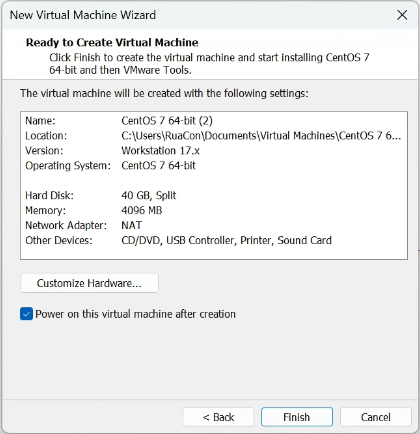 New Virtual Machine Wizard
Ready to Create Virtual Machine
Click Finish to create the virtual machine and start installing CentOS 7
64-bit and then VMware Tools.
The virtual machine will be created with the following settings:
Name: CentOS 7 64-bit (2)
Location: C:\Users\RuaCon\Documents\Virtual Machines\CentOS 7 6...
Version: Workstation 17.x
Operating System: CentOS 7 64-bit
Hard Disk: 40 GB, Split
Memory: 4096 MB
Network Adapter: NAT
Other Devices: CD/DVD, USB Controller, Printer, Sound Card
Customize Hardware...
Power on this virtual machine after creation
< Back Finish Cancel